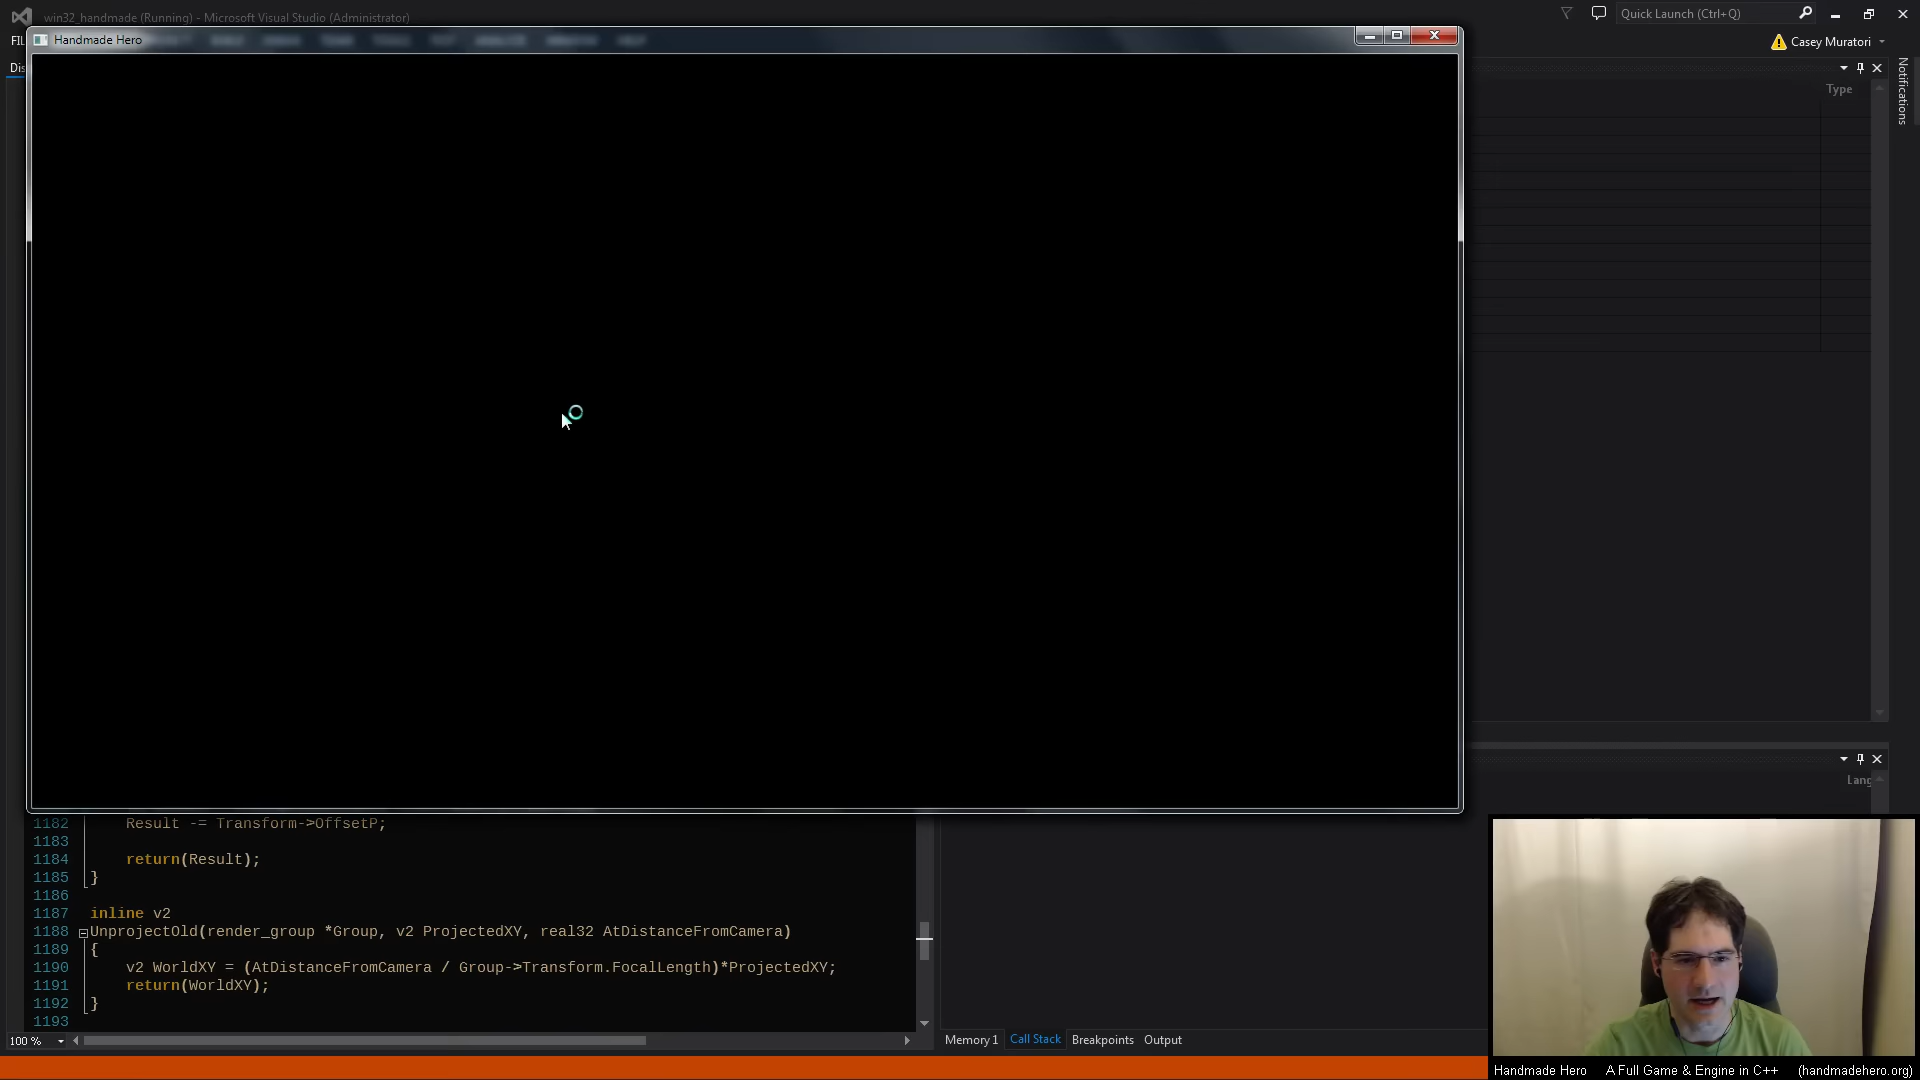 win32_handmade (Running) - Microsoft Visual Studio (Administrator)
Quick Launch (Ctrl+Q)
Handmade Hero
HELP
Casey Muratori
Notifications
Type
Lang
1182 Result -= Transform->OffsetP;
1183
1184 return(Result);
1185 }
1186
1187 inline v2
1188 UnprojectOld(render_group *Group, v2 ProjectedXY, real32 AtDistanceFromCamera)
1189 {
1190 v2 WorldXY = (AtDistanceFromCamera / Group->Transform.FocalLength)*ProjectedXY;
1191 return(WorldXY);
1192 }
1193
100 %
Memory 1 Call Stack Breakpoints Output
Handmade Hero A Full Game & Engine in C++ (handmadehero.org)